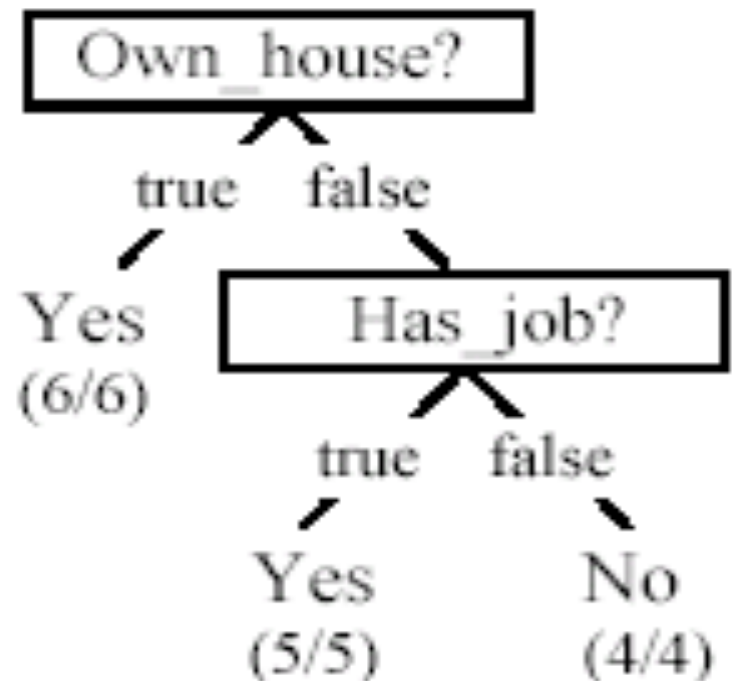 Own_house?
true false
Yes
(6/6)
Has_job?
true false
Yes No
(5/5) (4/4)